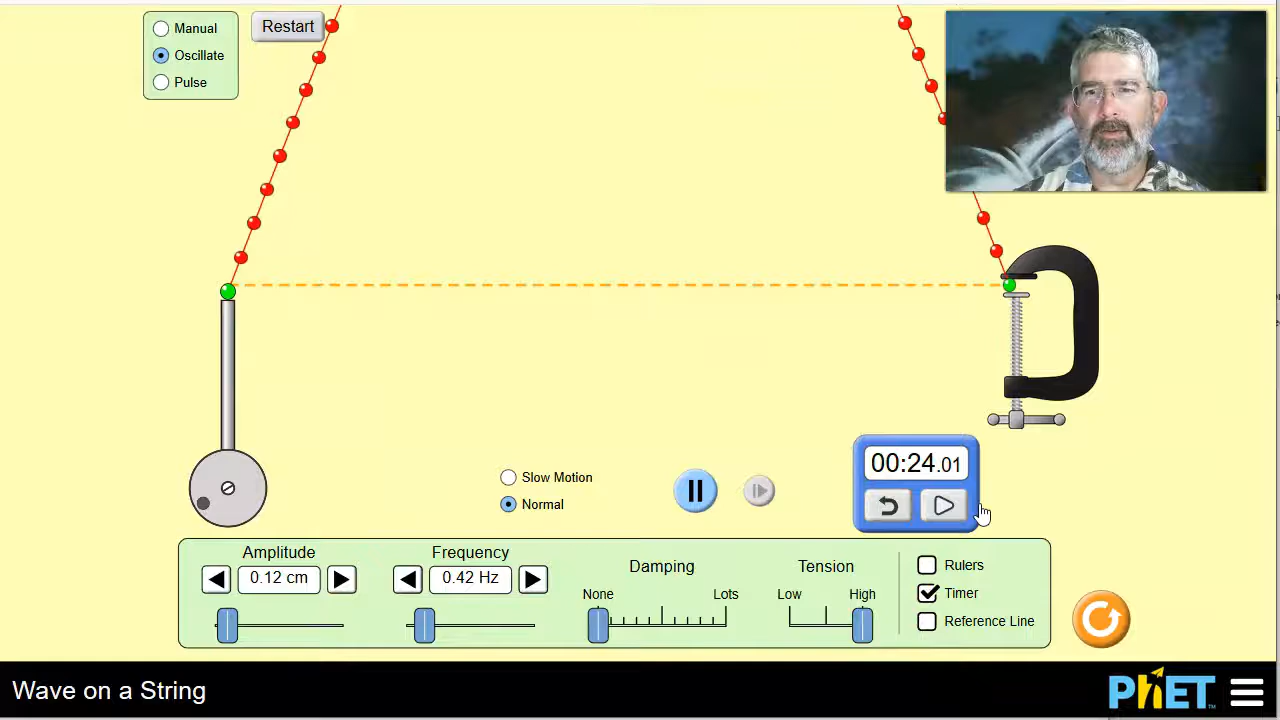 Manual
Restart
Oscillate
Pulse
00:24.01
Slow Motion
Normal
Amplitude
0.12 cm
Frequency
0.42 Hz
Damping
None
Lots
Tension
Low
High
Rulers
Timer
Reference Line
Wave on a String
PhET